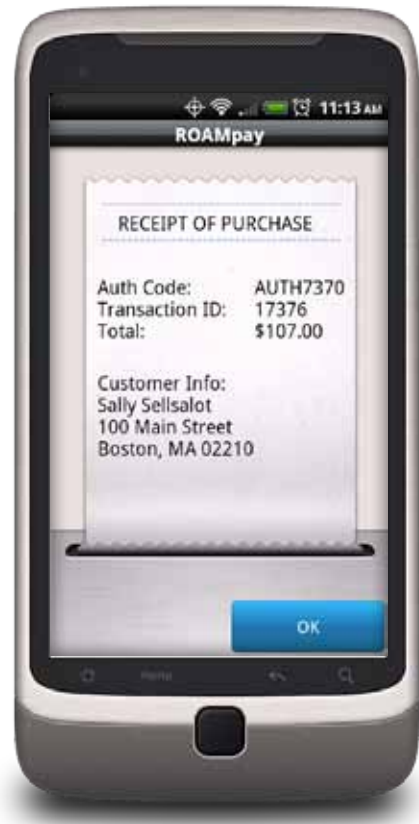 11:13 AM
ROAMpay
RECEIPT OF PURCHASE
Auth Code: AUTH7370
Transaction ID: 17376
Total: $107.00
Customer Info:
Sally Sellsalot
100 Main Street
Boston, MA 02210
OK
menu